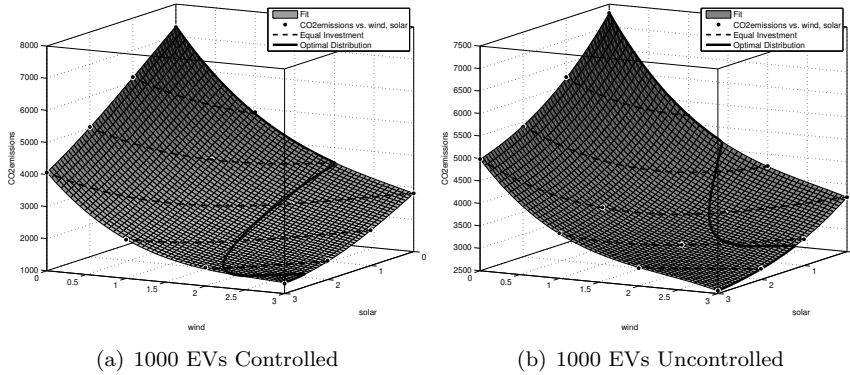 Fit
CO2emissions vs. wind, solar
Equal Investment
Optimal Distribution
8000
7000
6000
5000
4000
3000
2000
1000
CO2emissions
0
0.5
1
1.5
2
2.5
3
wind
3
2
1
0
solar
(a) 1000 EVs Controlled
Fit
CO2emissions vs. wind, solar
Equal Investment
Optimal Distribution
7500
7000
6500
6000
5500
5000
4500
4000
3500
3000
2500
CO2emissions
0
0.5
1
1.5
2
2.5
3
wind
3
2
1
0
solar
(b) 1000 EVs Uncontrolled